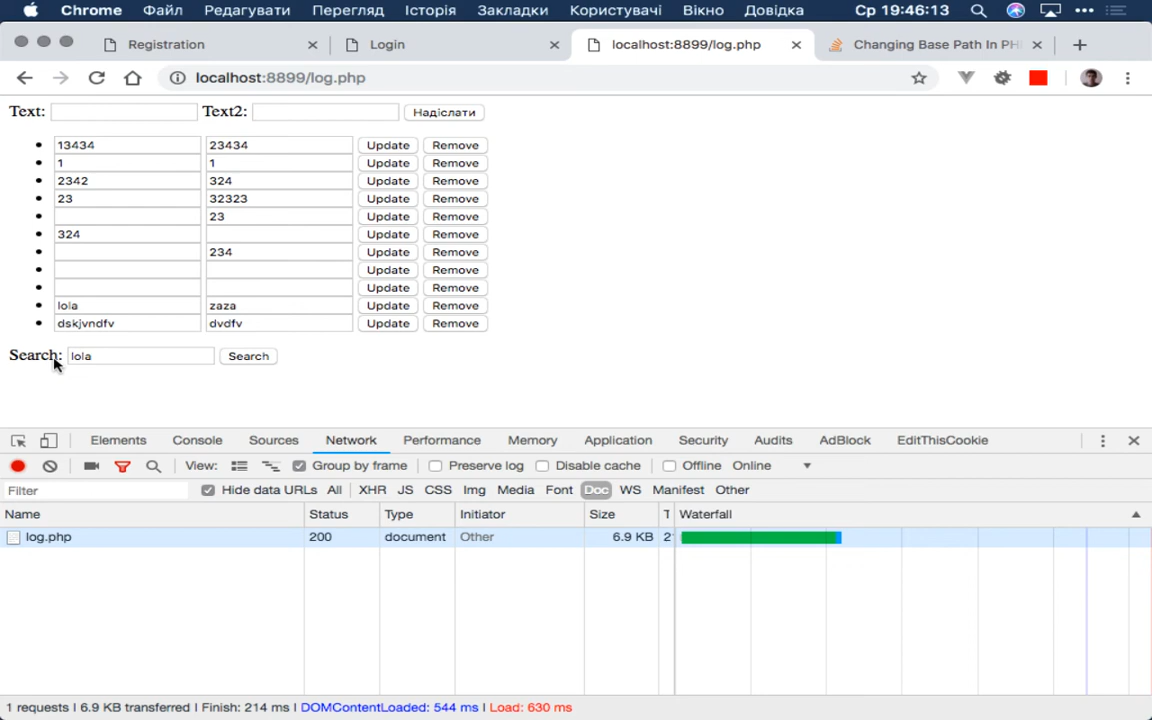 Chrome Файл Редагувати Перегляд Історія Закладки Користувачі Вікно Довідка Ср 19:46:13
Registration Login localhost:8899/log.php Changing Base Path In PH
localhost:8899/log.php
Text: Text2: Надіслати
13434 23434 Update Remove
1 1 Update Remove
2342 324 Update Remove
23 32323 Update Remove
23 Update Remove
324 Update Remove
234 Update Remove
Update Remove
Update Remove
lola zaza Update Remove
dskjvndfv dvdfv Update Remove
Search: lola Search
Elements Console Sources Network Performance Memory Application Security Audits AdBlock EditThisCookie
View: Group by frame Preserve log Disable cache Offline Online
Filter Hide data URLs All XHR JS CSS Img Media Font Doc WS Manifest Other
Name Status Type Initiator Size T Waterfall
log.php 200 document Other 6.9 KB 2
1 requests | 6.9 KB transferred | Finish: 214 ms | DOMContentLoaded: 544 ms | Load: 630 ms